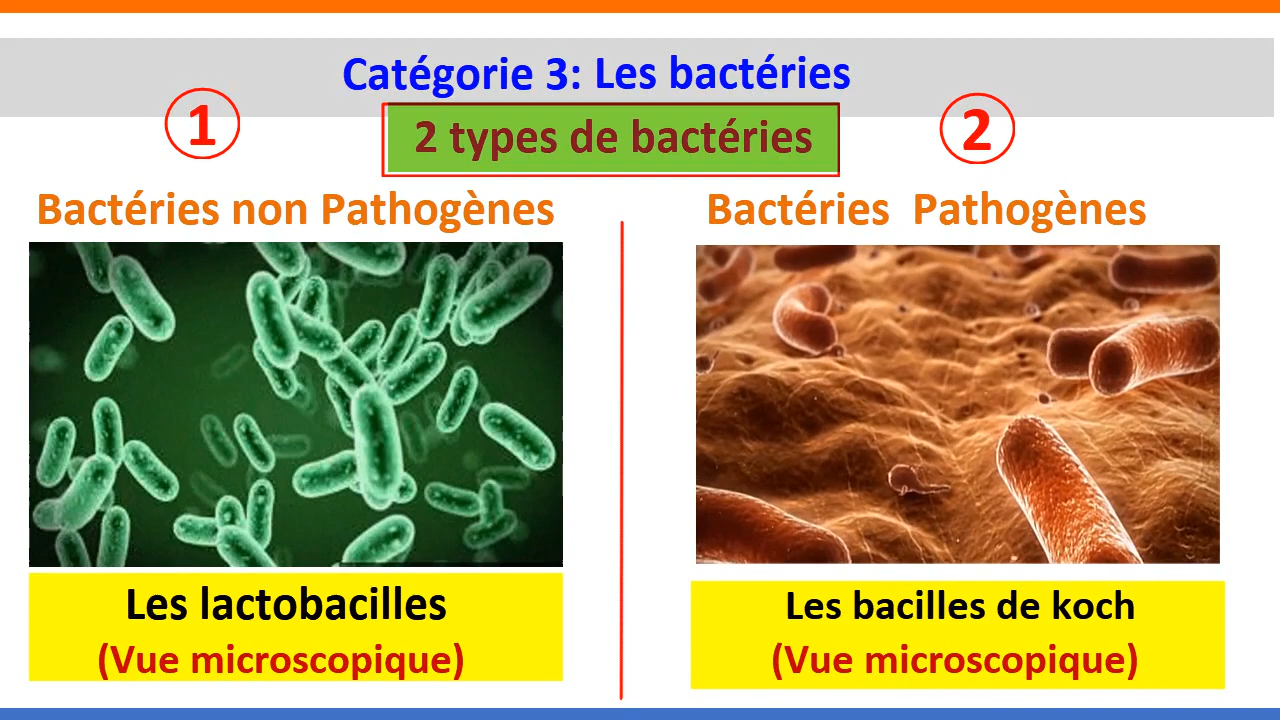 Catégorie 3: Les bactéries
2 types de bactéries
1
Bactéries non Pathogènes
Les lactobacilles
(Vue microscopique)
2
Bactéries Pathogènes
Les bacilles de koch
(Vue microscopique)